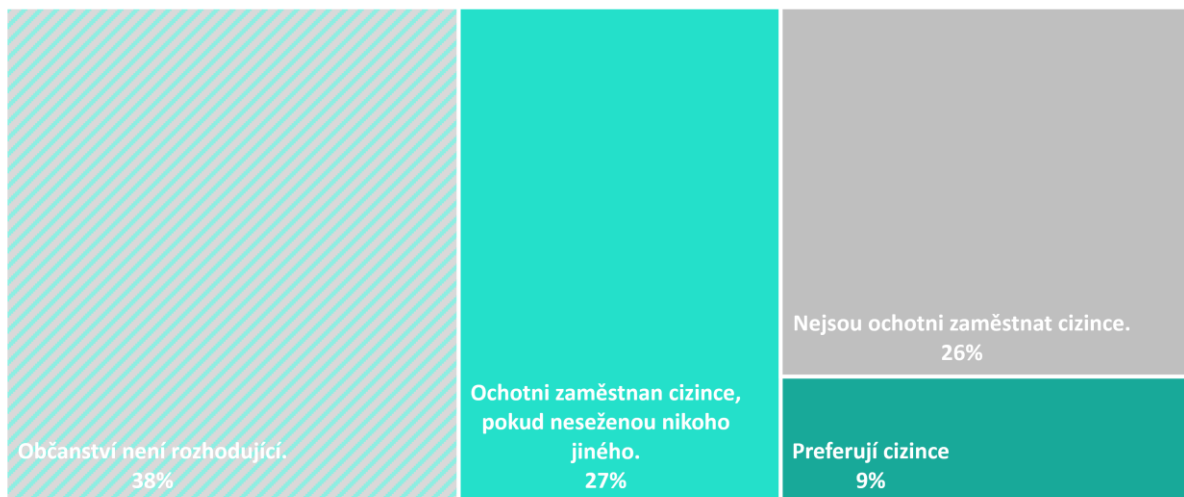 Občanství není rozhodující.
38%
Ochotni zaměstnan cizince,
pokud neseženou nikoho
jiného.
27%
Nejsou ochotni zaměstnat cizince.
26%
Preferují cizince
9%